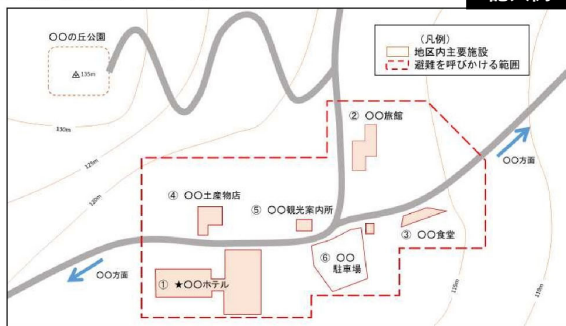 〇〇の丘公園
135m
(凡例)
地区内主要施設
避難を呼びかける範囲
130m
② 〇〇旅館
125m
〇〇方面
120m
④ 〇〇土産物店
⑤ 〇〇観光案内所
③ 〇〇食堂
⑥ 〇〇
駐車場
〇〇方面
① ★〇〇ホテル
115m